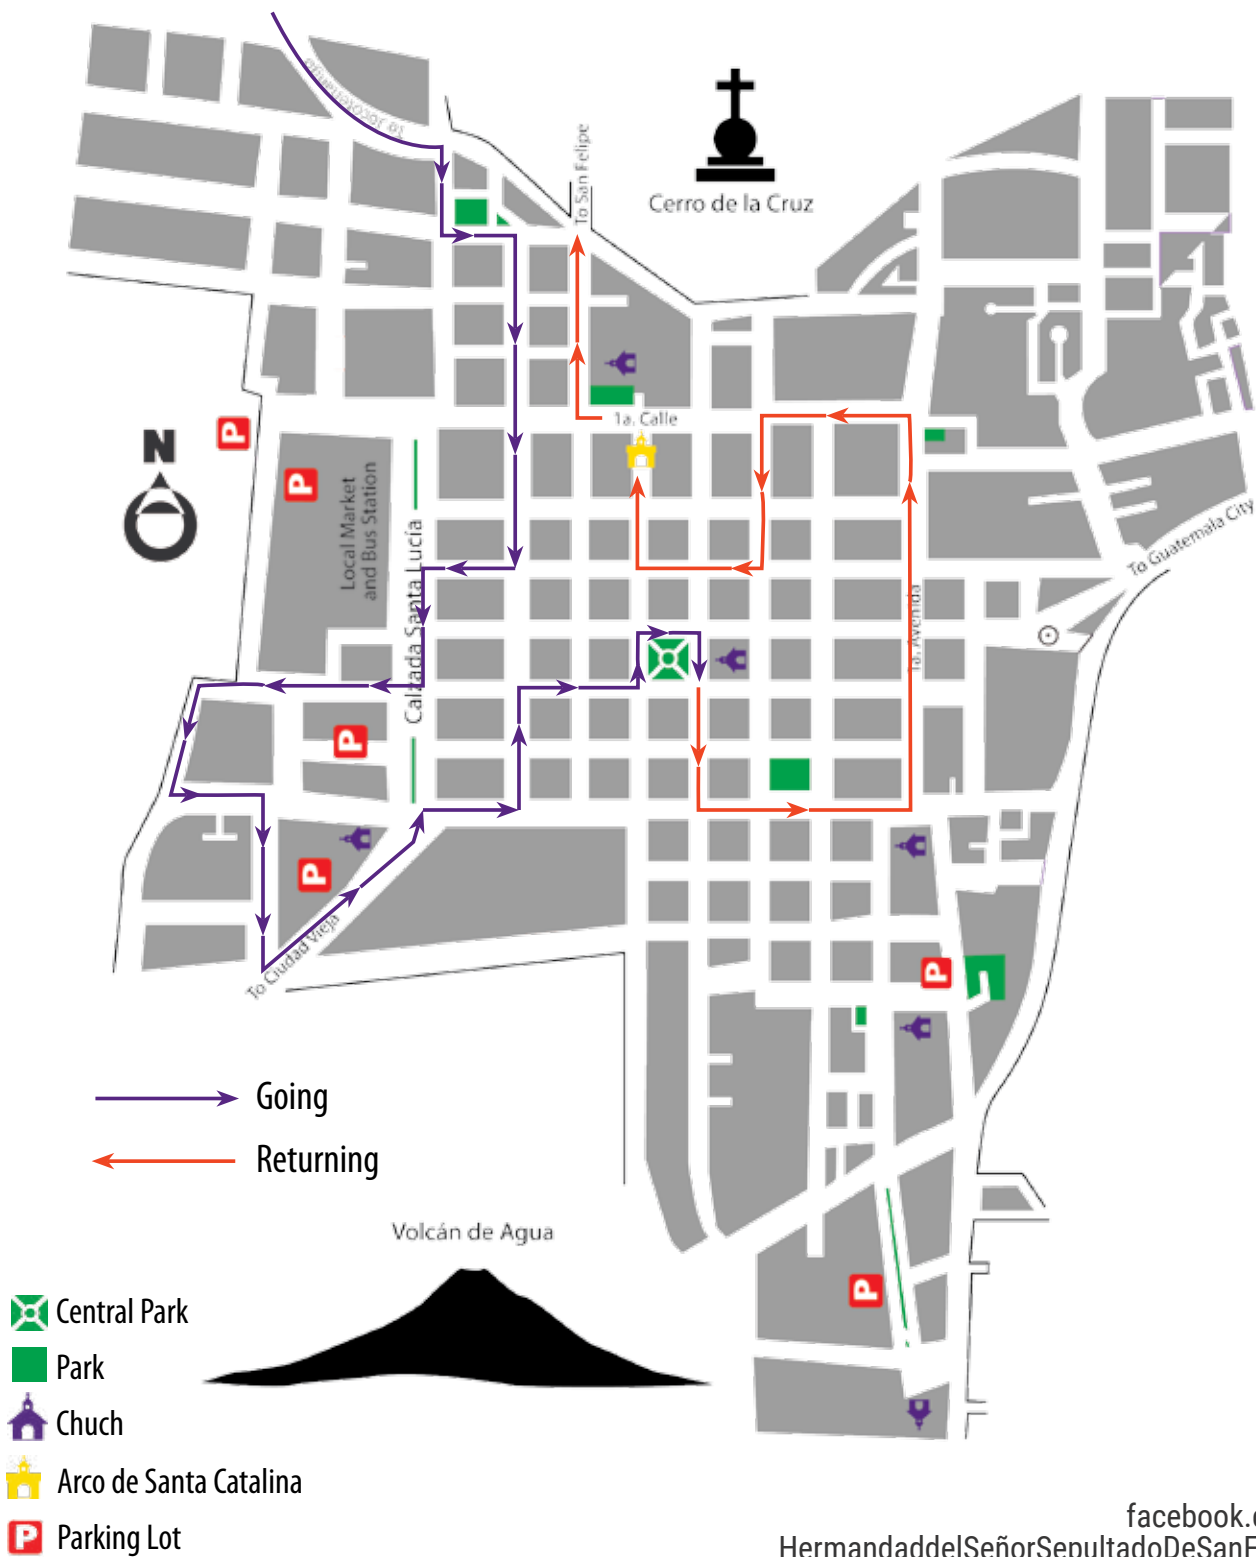 To Jocotenango
To San Felipe
Cerro de la Cruz
1a. Calle
N
P
P
Local Market
and Bus Station
Calzada Santa Lucía
To Guatemala City
1a. Avenida
P
P
To Ciudad Vieja
P
Going
Returning
Volcán de Agua
P
Central Park
Park
Chuch
Arco de Santa Catalina
P Parking Lot
facebook.
HermandaddelSeñorSepultadoDeSan